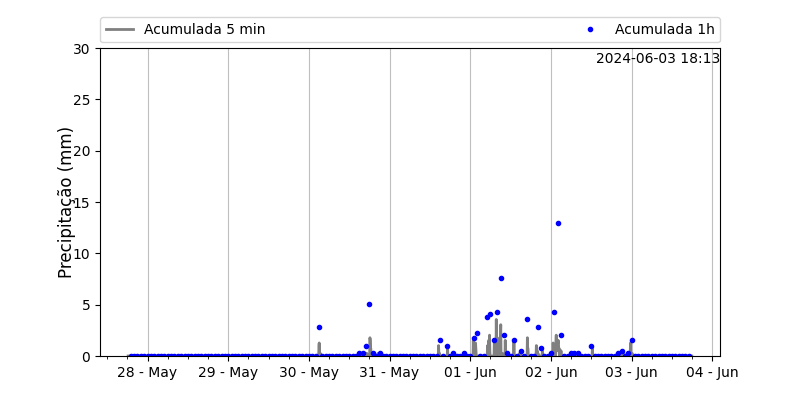 Acumulada 5 min
Acumulada 1h
2024-06-03 18:13
Precipitação (mm)
30
25
20
15
10
5
0
28 - May
29 - May
30 - May
31 - May
01 - Jun
02 - Jun
03 - Jun
04 - Jun